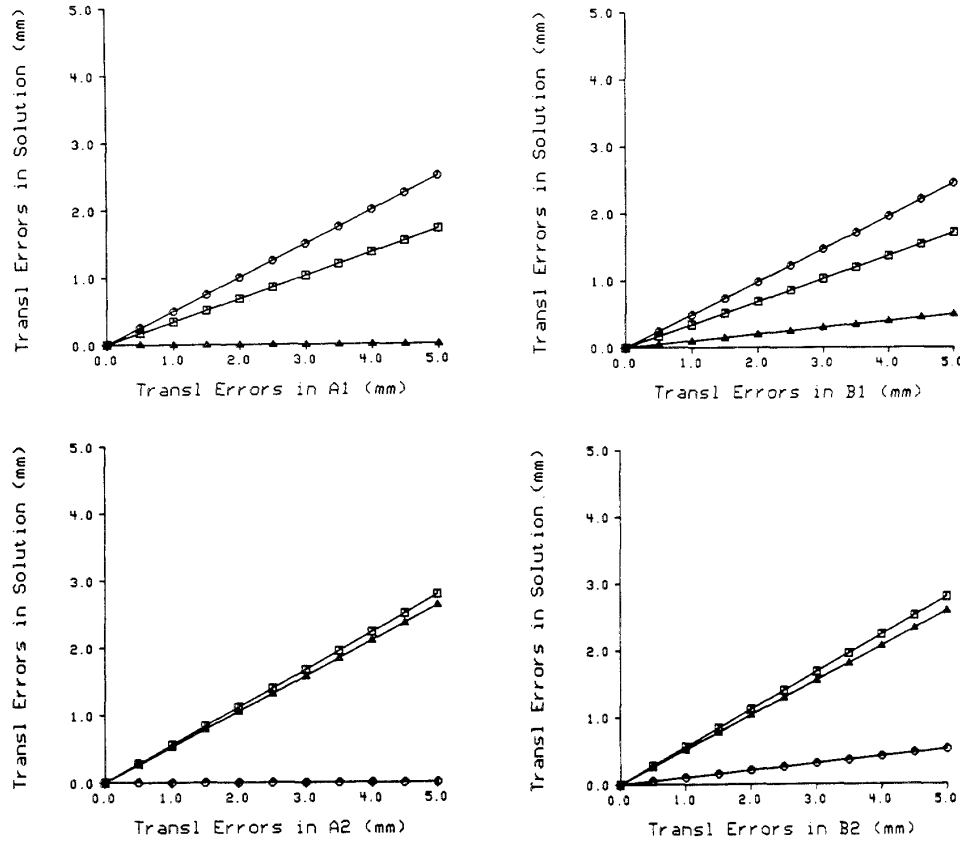 Transl Errors in Solution (mm)
5.0
4.0
3.0
2.0
1.0
0.0
0.0 1.0 2.0 3.0 4.0 5.0
Transl Errors in A1 (mm)
Transl Errors in Solution (mm)
5.0
4.0
3.0
2.0
1.0
0.0
0.0 1.0 2.0 3.0 4.0 5.0
Transl Errors in B1 (mm)
Transl Errors in Solution (mm)
5.0
4.0
3.0
2.0
1.0
0.0
0.0 1.0 2.0 3.0 4.0 5.0
Transl Errors in A2 (mm)
Transl Errors in Solution (mm)
5.0
4.0
3.0
2.0
1.0
0.0
0.0 1.0 2.0 3.0 4.0 5.0
Transl Errors in B2 (mm)